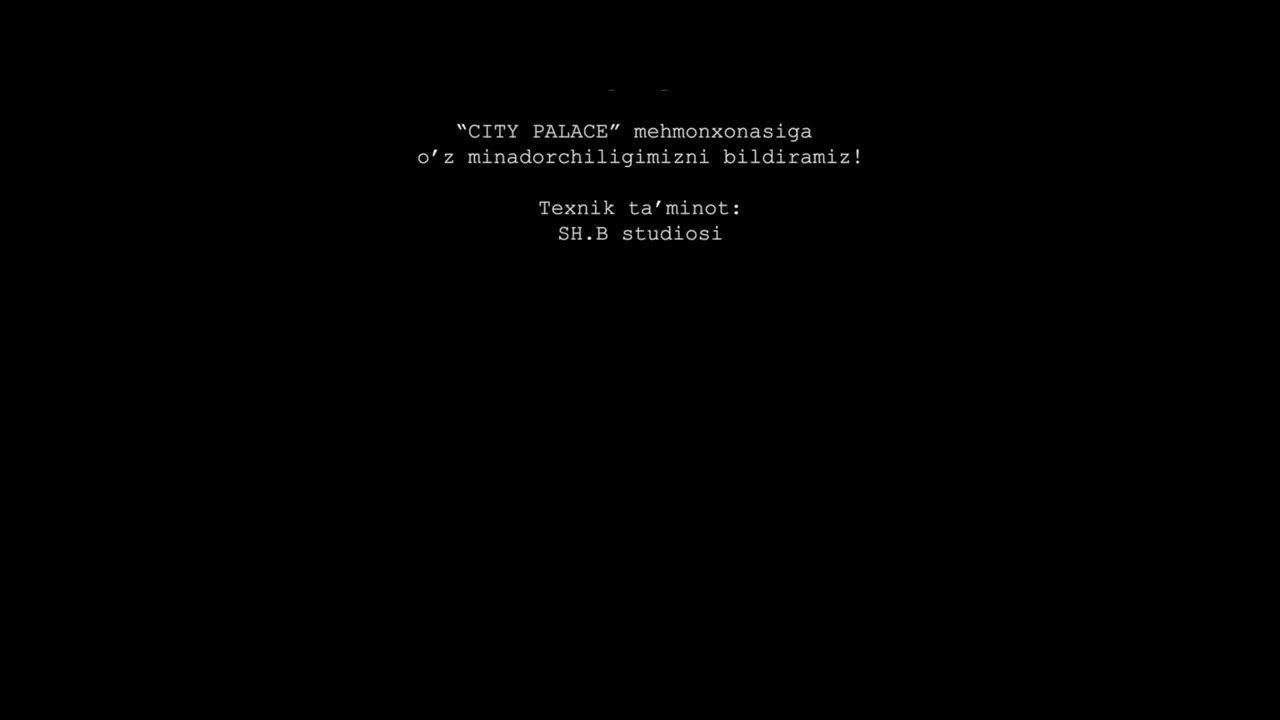 “CITY PALACE” mehmonxonasiga
o’z minadorchiligimizni bildiramiz!
Texnik ta’minot:
SH.B studiosi